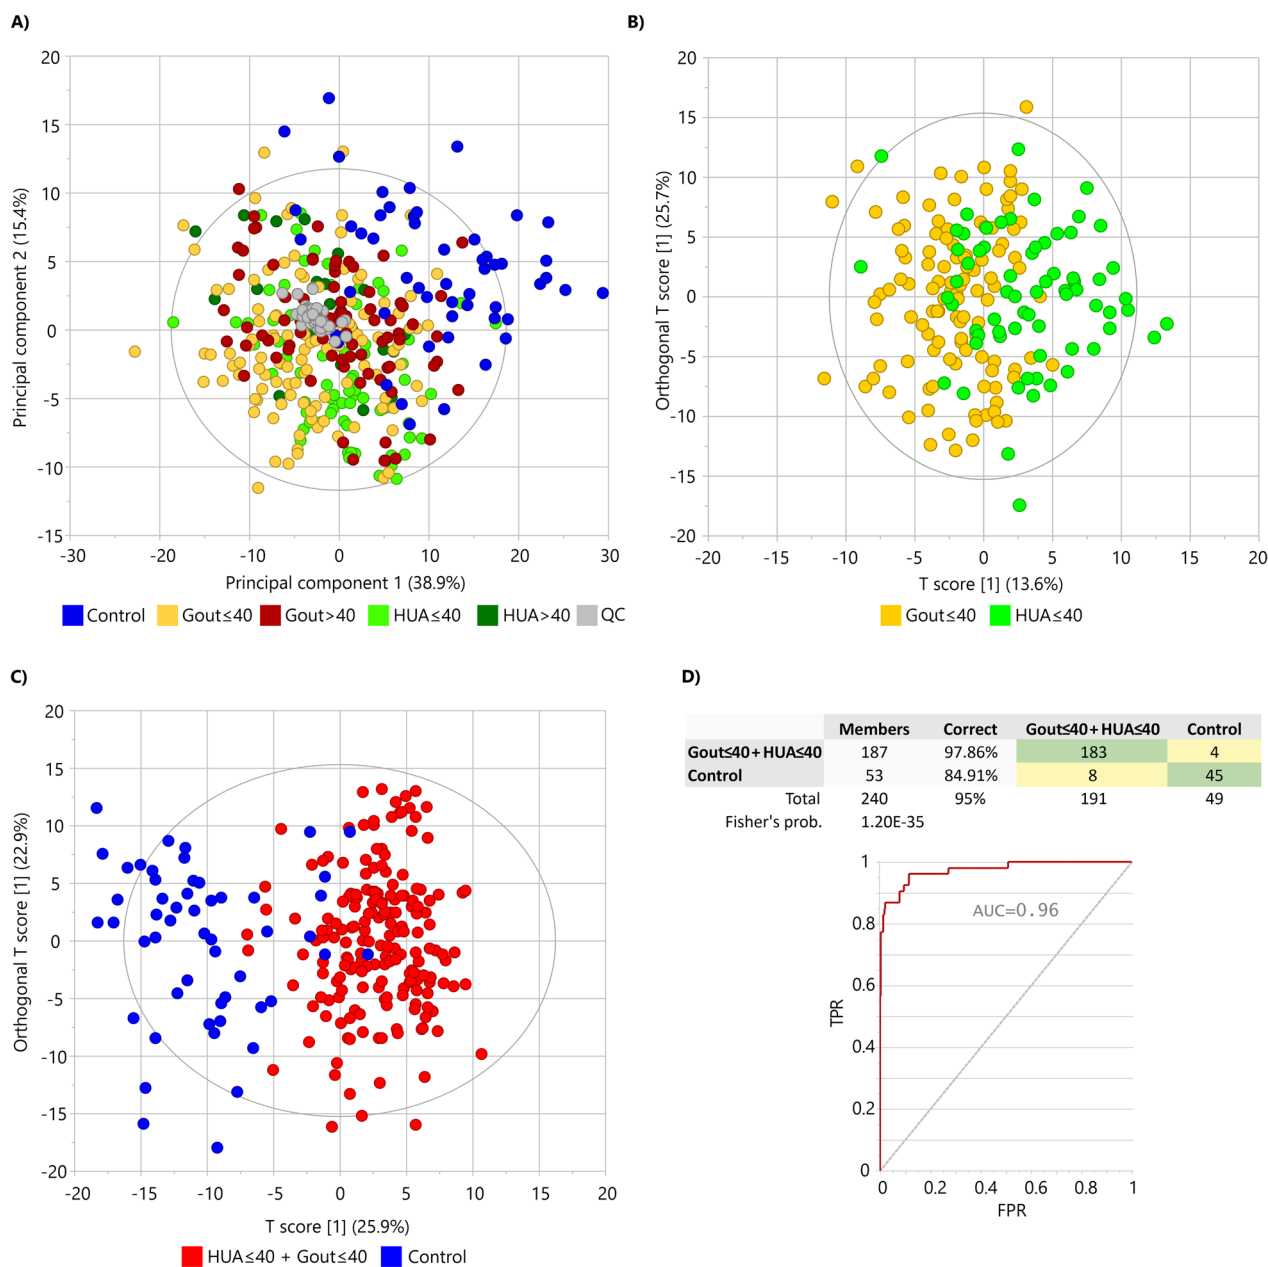 A)
20
15
10
5
0
-5
-10
-15
-30
-20
-10
0
10
20
30
Principal component 2 (15.4%)
Principal component 1 (38.9%)
Control Gout≤40 Gout>40 HUA≤40 HUA>40 QC
B)
20
15
10
5
0
-5
-10
-15
-20
-20
-15
-10
-5
0
5
10
15
20
Orthogonal T score [1] (25.7%)
T score [1] (13.6%)
Gout≤40 HUA≤40
C)
20
15
10
5
0
-5
-10
-15
-20
-20
-15
-10
-5
0
5
10
15
20
Orthogonal T score [1] (22.9%)
T score [1] (25.9%)
HUA≤40 + Gout≤40 Control
D)
Members Correct Gout≤40+HUA≤40 Control
Gout≤40+HUA≤40 187 97.86% 183 4
Control 53 84.91% 8 45
Total 240 95% 191 49
Fisher's prob. 1.20E-35
1
0.8
0.6
0.4
0.2
0
AUC=0.96
TPR
0 0.2 0.4 0.6 0.8 1
FPR